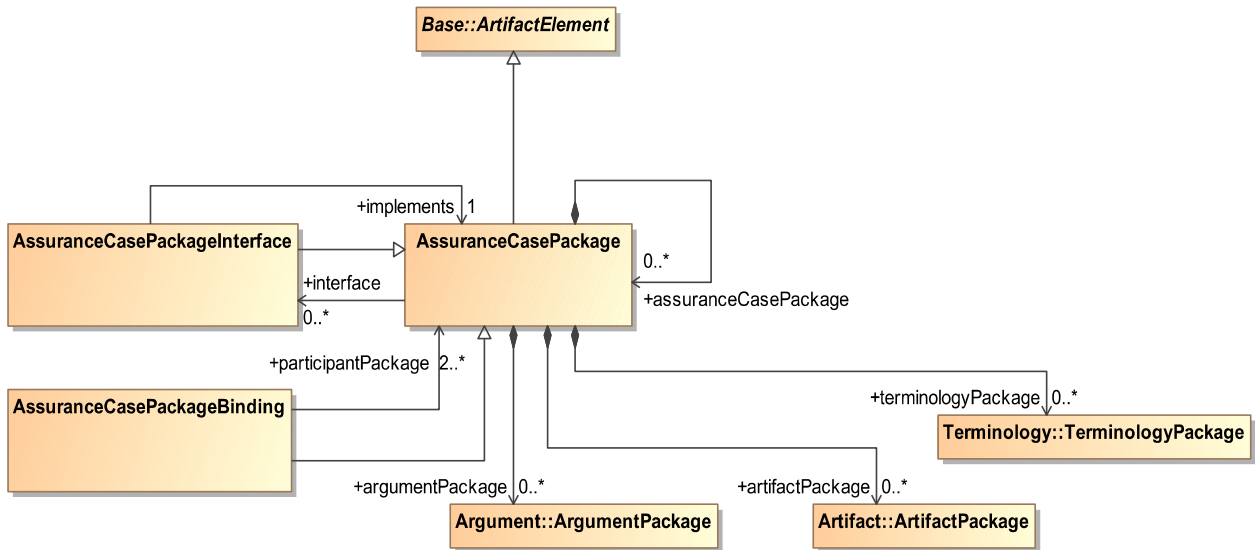 Base::ArtifactElement
+implements 1
AssuranceCasePackageInterface
AssuranceCasePackage
0..*
+interface
+assuranceCasePackage
0..*
+participantPackage 2..*
+terminologyPackage 0..*
AssuranceCasePackageBinding
Terminology::TerminologyPackage
+argumentPackage 0..*
+artifactPackage 0..*
Argument::ArgumentPackage
Artifact::ArtifactPackage